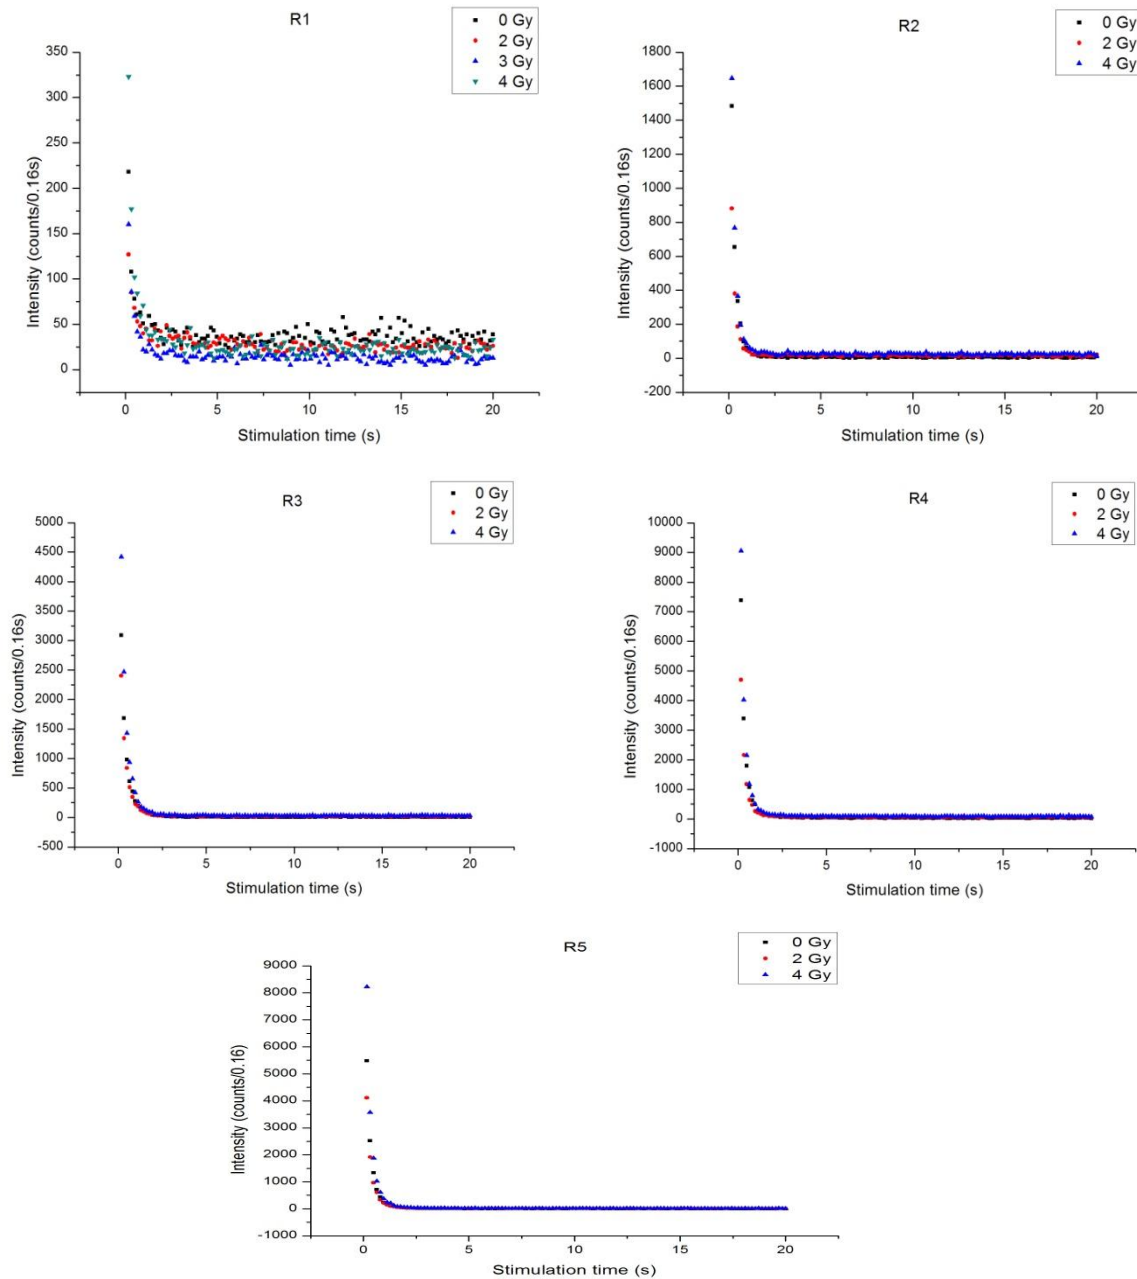 R1
0 Gy
2 Gy
3 Gy
4 Gy
350
300
250
200
150
100
50
0
Intensity (counts/0.16s)
0 5 10 15 20
Stimulation time (s)
R2
0 Gy
2 Gy
4 Gy
1800
1600
1400
1200
1000
800
600
400
200
0
-200
Intensity (counts/0.16s)
0 5 10 15 20
Stimulation time (s)
R3
0 Gy
2 Gy
4 Gy
5000
4500
4000
3500
3000
2500
2000
1500
1000
500
0
-500
Intensity (counts/0.16s)
0 5 10 15 20
Stimulation time (s)
R4
0 Gy
2 Gy
4 Gy
10000
9000
8000
7000
6000
5000
4000
3000
2000
1000
0
-1000
Intensity (counts/0.16s)
0 5 10 15 20
Stimulation time (s)
R5
0 Gy
2 Gy
4 Gy
9000
8000
7000
6000
5000
4000
3000
2000
1000
0
-1000
Intensity (counts/0.16)
0 5 10 15 20
Stimulation time (s)